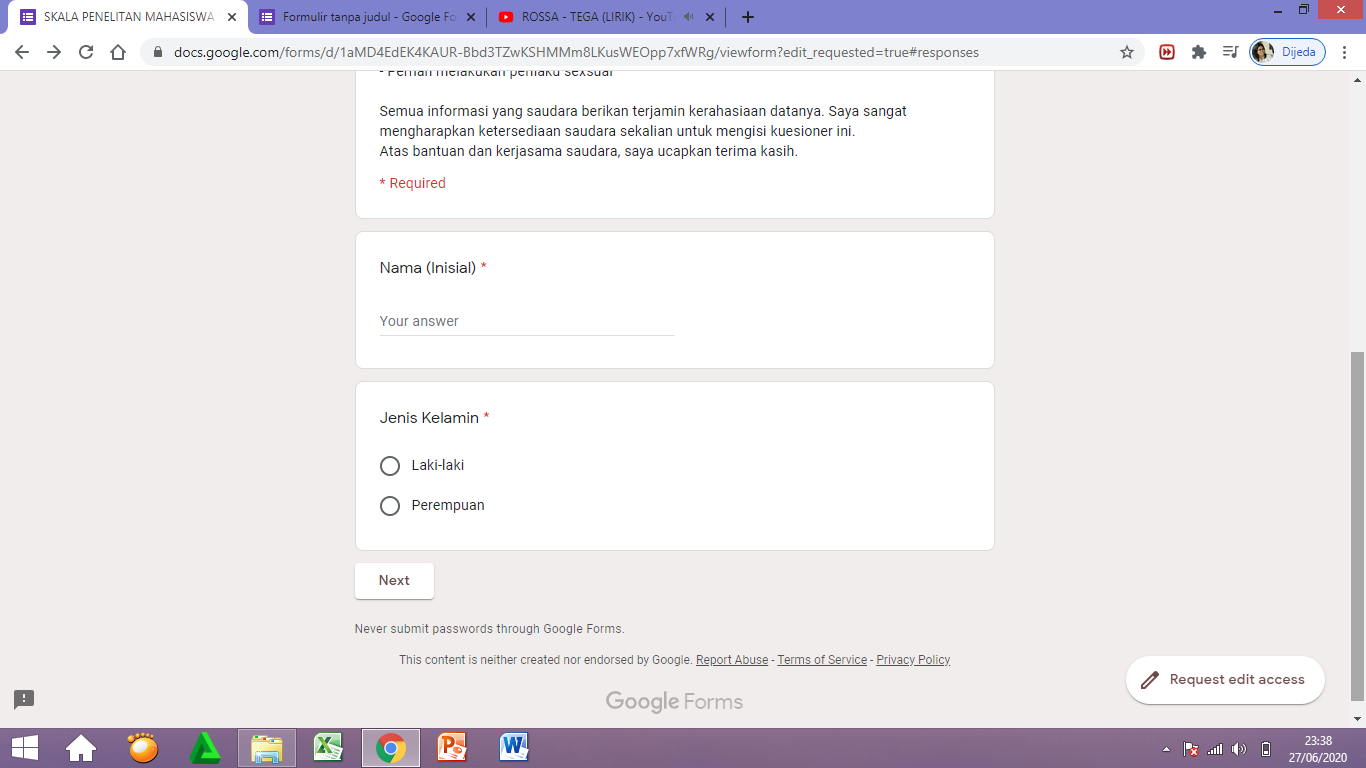 SKALA PENELITAN MAHASISWA
Formulir tanpa judul - Google Fo
ROSSA - TEGA (LIRIK) - YouT
docs.google.com/forms/d/1aMD4EdEK4KAUR-Bbd3TZwKSHMMm8LKusWEOpp7xfWRg/viewform?edit_requested=true#responses
Dijeda
- Pernah melakukan perilaku sexsual
Semua informasi yang saudara berikan terjamin kerahasiaan datanya. Saya sangat
mengharapkan ketersediaan saudara sekalian untuk mengisi kuesioner ini.
Atas bantuan dan kerjasama saudara, saya ucapkan terima kasih.
* Required
Nama (Inisial) *
Your answer
Jenis Kelamin *
Laki-laki
Perempuan
Next
Never submit passwords through Google Forms.
This content is neither created nor endorsed by Google. Report Abuse - Terms of Service - Privacy Policy
Request edit access
Google Forms
23:38
27/06/2020